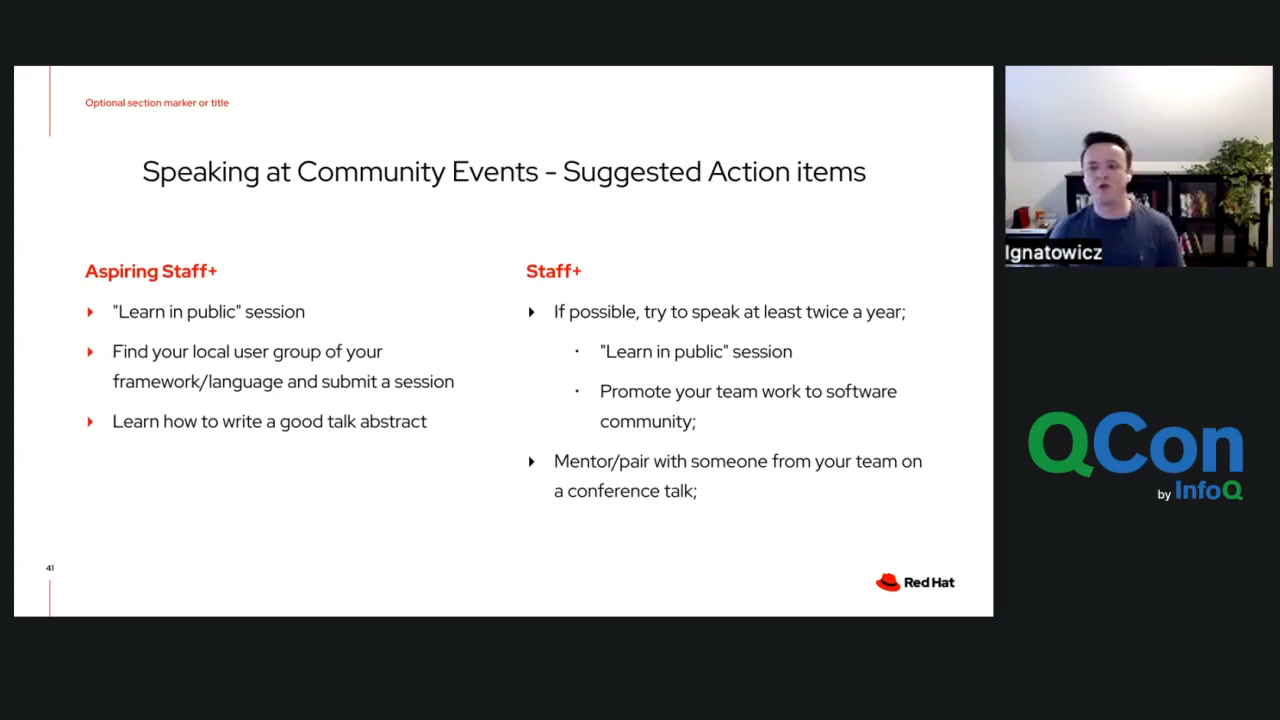 Optional section marker or title
Speaking at Community Events - Suggested Action items
Aspiring Staff+
"Learn in public" session
Find your local user group of your
framework/language and submit a session
Learn how to write a good talk abstract
Staff+
If possible, try to speak at least twice a year;
"Learn in public" session
Promote your team work to software
community;
Mentor/pair with someone from your team on
a conference talk;
41
Red Hat
Ignatowicz
QCon
by InfoQ